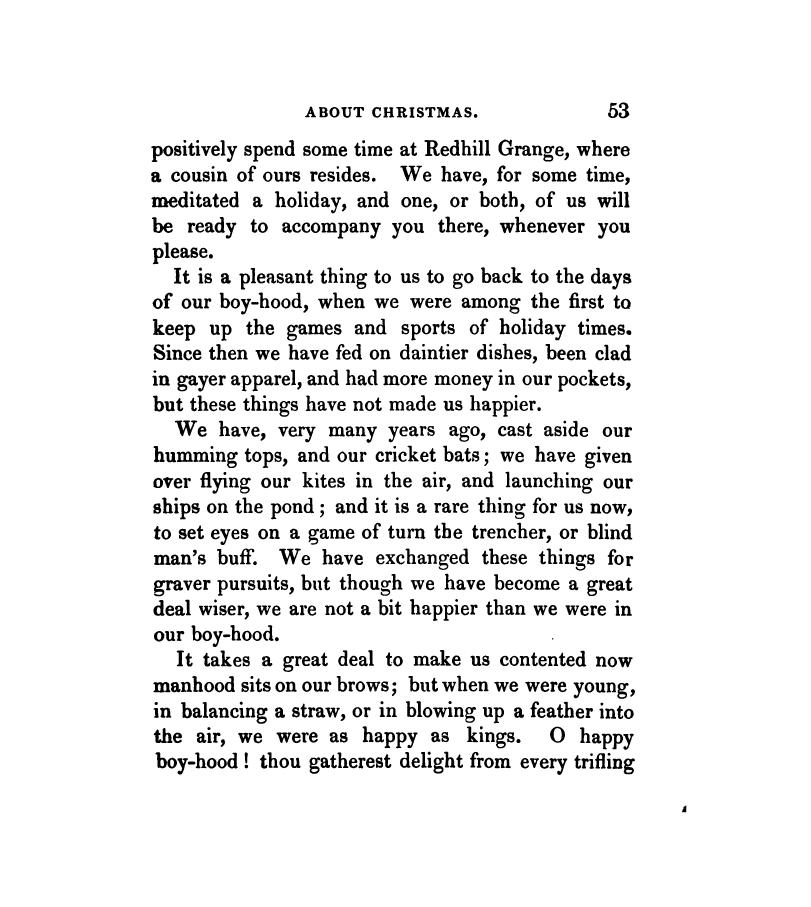 ABOUT CHRISTMAS. 53
positively spend some time at Redhill Grange, where
a cousin of ours resides. We have, for some time,
meditated a holiday, and one, or both, of us will
be ready to accompany you there, whenever you
please.
It is a pleasant thing to us to go back to the days
of our boy-hood, when we were among the first to
keep up the games and sports of holiday times.
Since then we have fed on daintier dishes, been clad
in gayer apparel, and had more money in our pockets,
but these things have not made us happier.
We have, very many years ago, cast aside our
humming tops, and our cricket bats; we have given
over flying our kites in the air, and launching our
ships on the pond; and it is a rare thing for us now,
to set eyes on a game of turn the trencher, or blind
man's buff. We have exchanged these things for
graver pursuits, but though we have become a great
deal wiser, we are not a bit happier than we were in
our boy-hood.
It takes a great deal to make us contented now
manhood sits on our brows; but when we were young,
in balancing a straw, or in blowing up a feather into
the air, we were as happy as kings. O happy
boy-hood! thou gatherest delight from every trifling